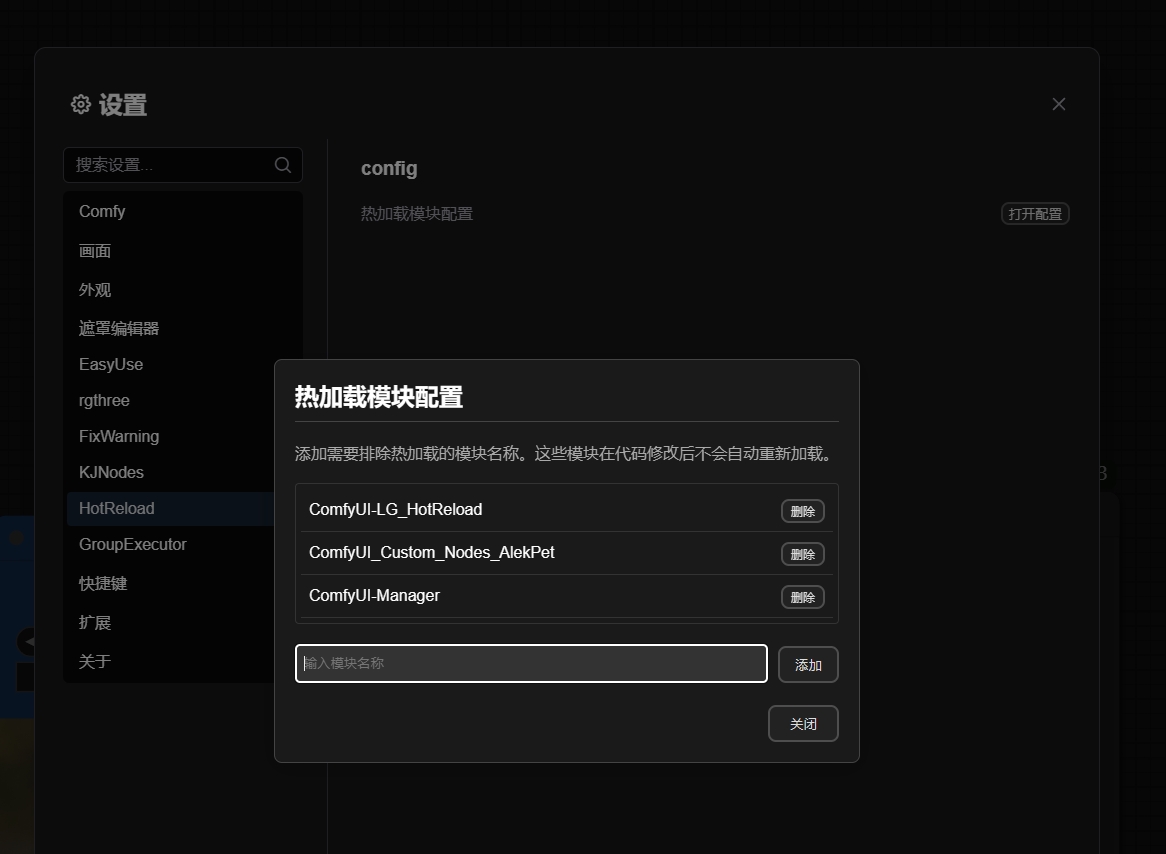 设置
搜索设置...
Comfy
画面
外观
遮罩编辑器
EasyUse
rgthree
FixWarning
KJNodes
HotReload
GroupExecutor
快捷键
扩展
关于
config
热加载模块配置
打开配置
热加载模块配置
添加需要排除热加载的模块名称。这些模块在代码修改后不会自动重新加载。
ComfyUI-LG_HotReload
删除
ComfyUI_Custom_Nodes_AlekPet
删除
ComfyUI-Manager
删除
输入模块名称
添加
关闭
3